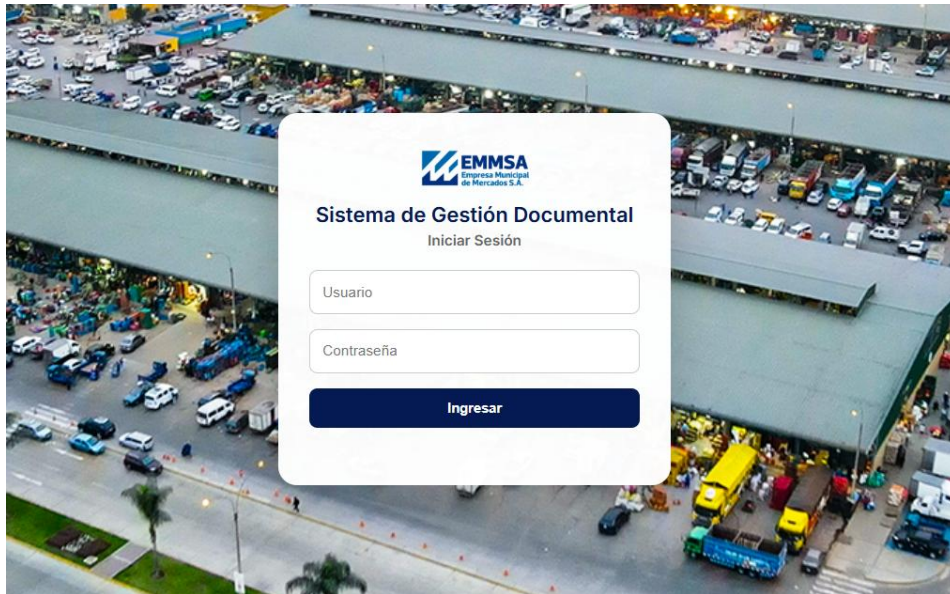 EMMSA
Empresa Municipal
de Mercados S.A.
Sistema de Gestión Documental
Iniciar Sesión
Usuario
Contraseña
Ingresar